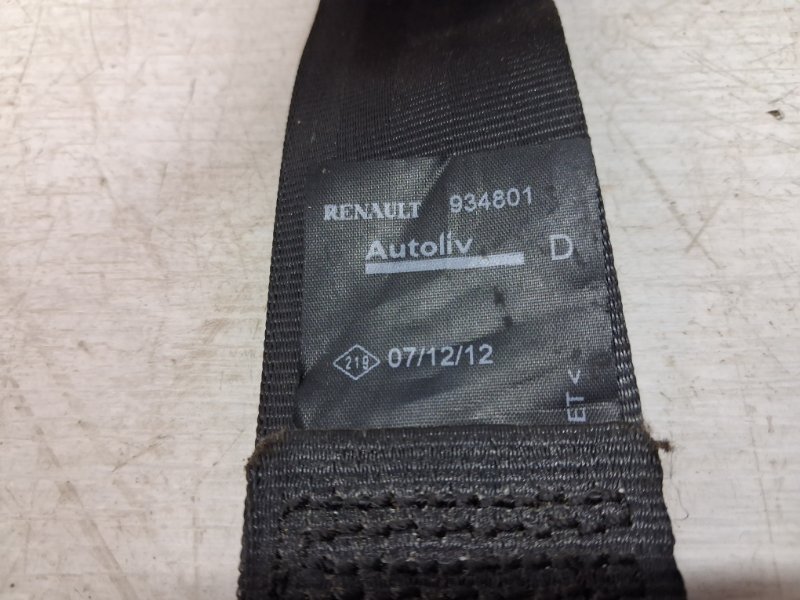 RENAULT 934801
Autoliv D
219 07/12/12
ET <